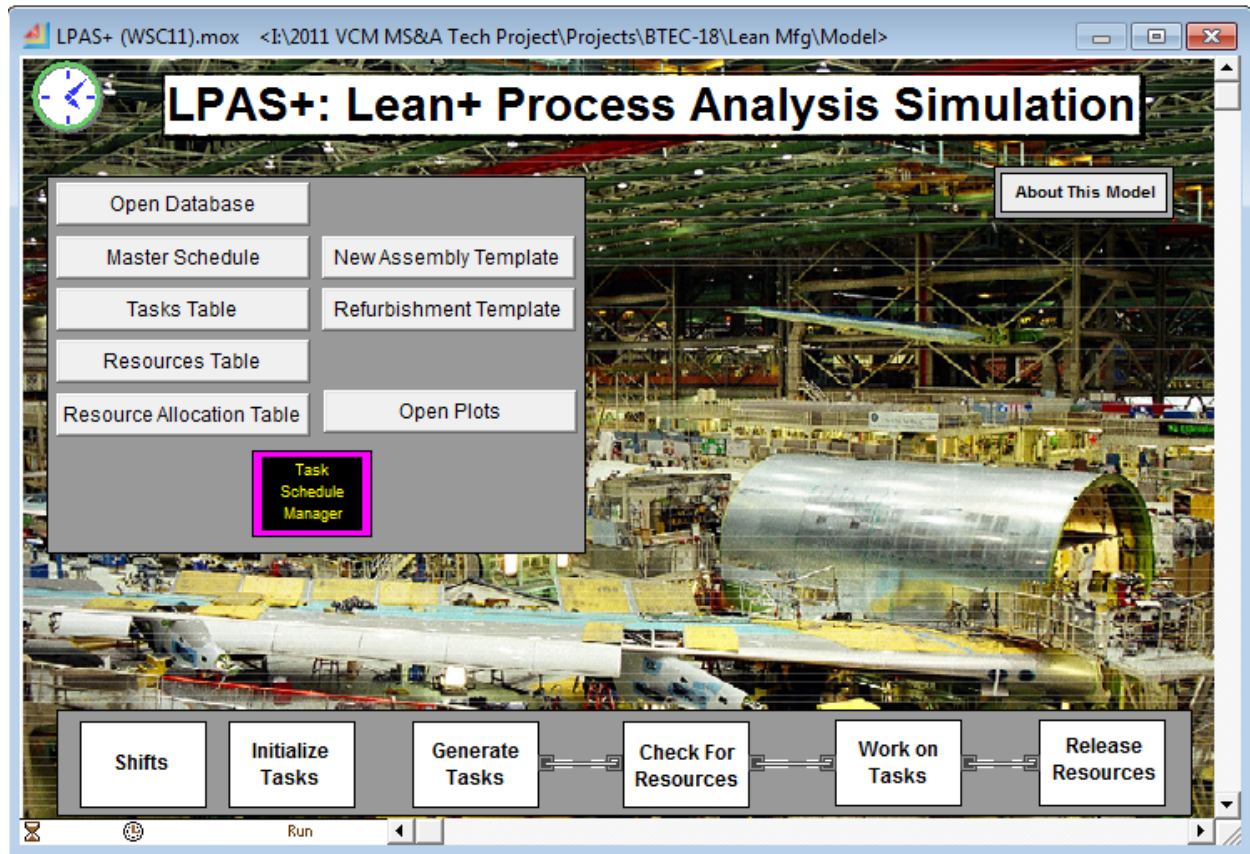 LPAS+ (WSC11).mox <I:\2011 VCM MS&A Tech Project\Projects\BTEC-18\Lean Mfg\Model>
LPAS+: Lean+ Process Analysis Simulation
About This Model
Open Database
Master Schedule
New Assembly Template
Tasks Table
Refurbishment Template
Resources Table
Resource Allocation Table
Open Plots
Task
Schedule
Manager
Shifts
Initialize
Tasks
Generate
Tasks
Check For
Resources
Work on
Tasks
Release
Resources
Run